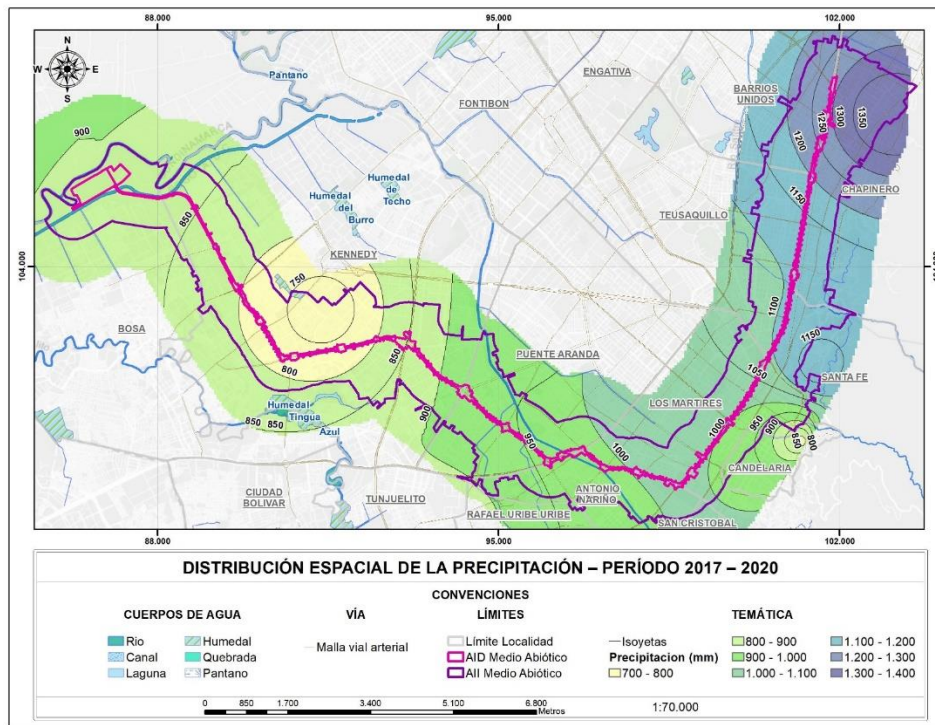 88.000
95.000
102.000
N
W E
S
Pantano
ENGATIVA
FONTIBON
BARRIOS
UNIDOS
900
CUNDINAMARCA
1250
1300
1350
1200
Humedal
de
Techo
Humedal
del
Burro
1150
CHAPINERO
TEUSAQUILLO
850
KENNEDY
104.000
750
1100
BOSA
850
800
PUENTE ARANDA
1150
1050
SANTA FE
Humedal
Tingua
Azul
850
850
900
LOS MARTIRES
950
1000
1000
950
900
850
800
CANDELARIA
CIUDAD
BOLIVAR
TUNJUELITO
ANTONIO
NARIÑO
RAFAEL URIBE URIBE
SAN CRISTOBAL
88.000
95.000
102.000
DISTRIBUCIÓN ESPACIAL DE LA PRECIPITACIÓN – PERÍODO 2017 – 2020
CONVENCIONES
CUERPOS DE AGUA
VÍA
LÍMITES
TEMÁTICA
Rio
Humedal
Malla vial arterial
Límite Localidad
Isoyetas
800 - 900
1.100 - 1.200
Canal
Quebrada
AID Medio Abiótico
Precipitacion (mm)
900 - 1.000
1.200 - 1.300
Laguna
Pantano
AII Medio Abiótico
700 - 800
1.000 - 1.100
1.300 - 1.400
0 850 1.700 3.400 5.100 6.800
Metros
1:70.000